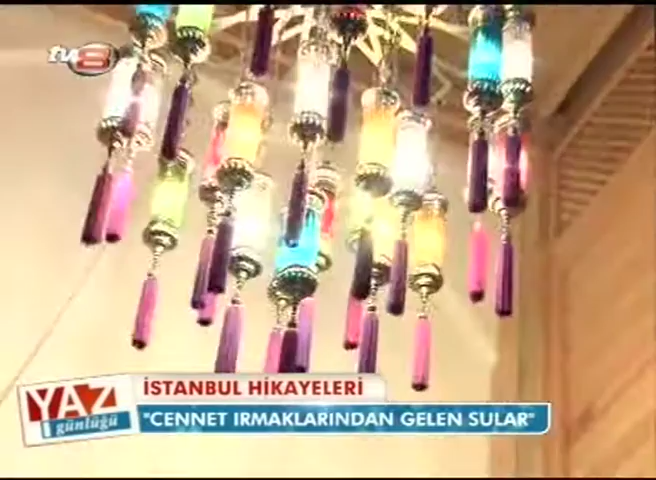 tv8
İSTANBUL HİKAYELERİ
YAZ
günlüğü
"CENNET IRMAKLARINDAN GELEN SULAR"